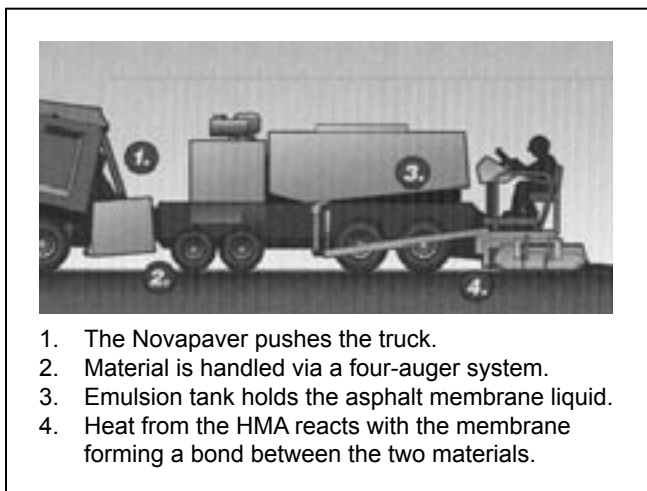 1.
3.
2.
4.
1. The Novapaver pushes the truck.
2. Material is handled via a four-auger system.
3. Emulsion tank holds the asphalt membrane liquid.
4. Heat from the HMA reacts with the membrane
forming a bond between the two materials.